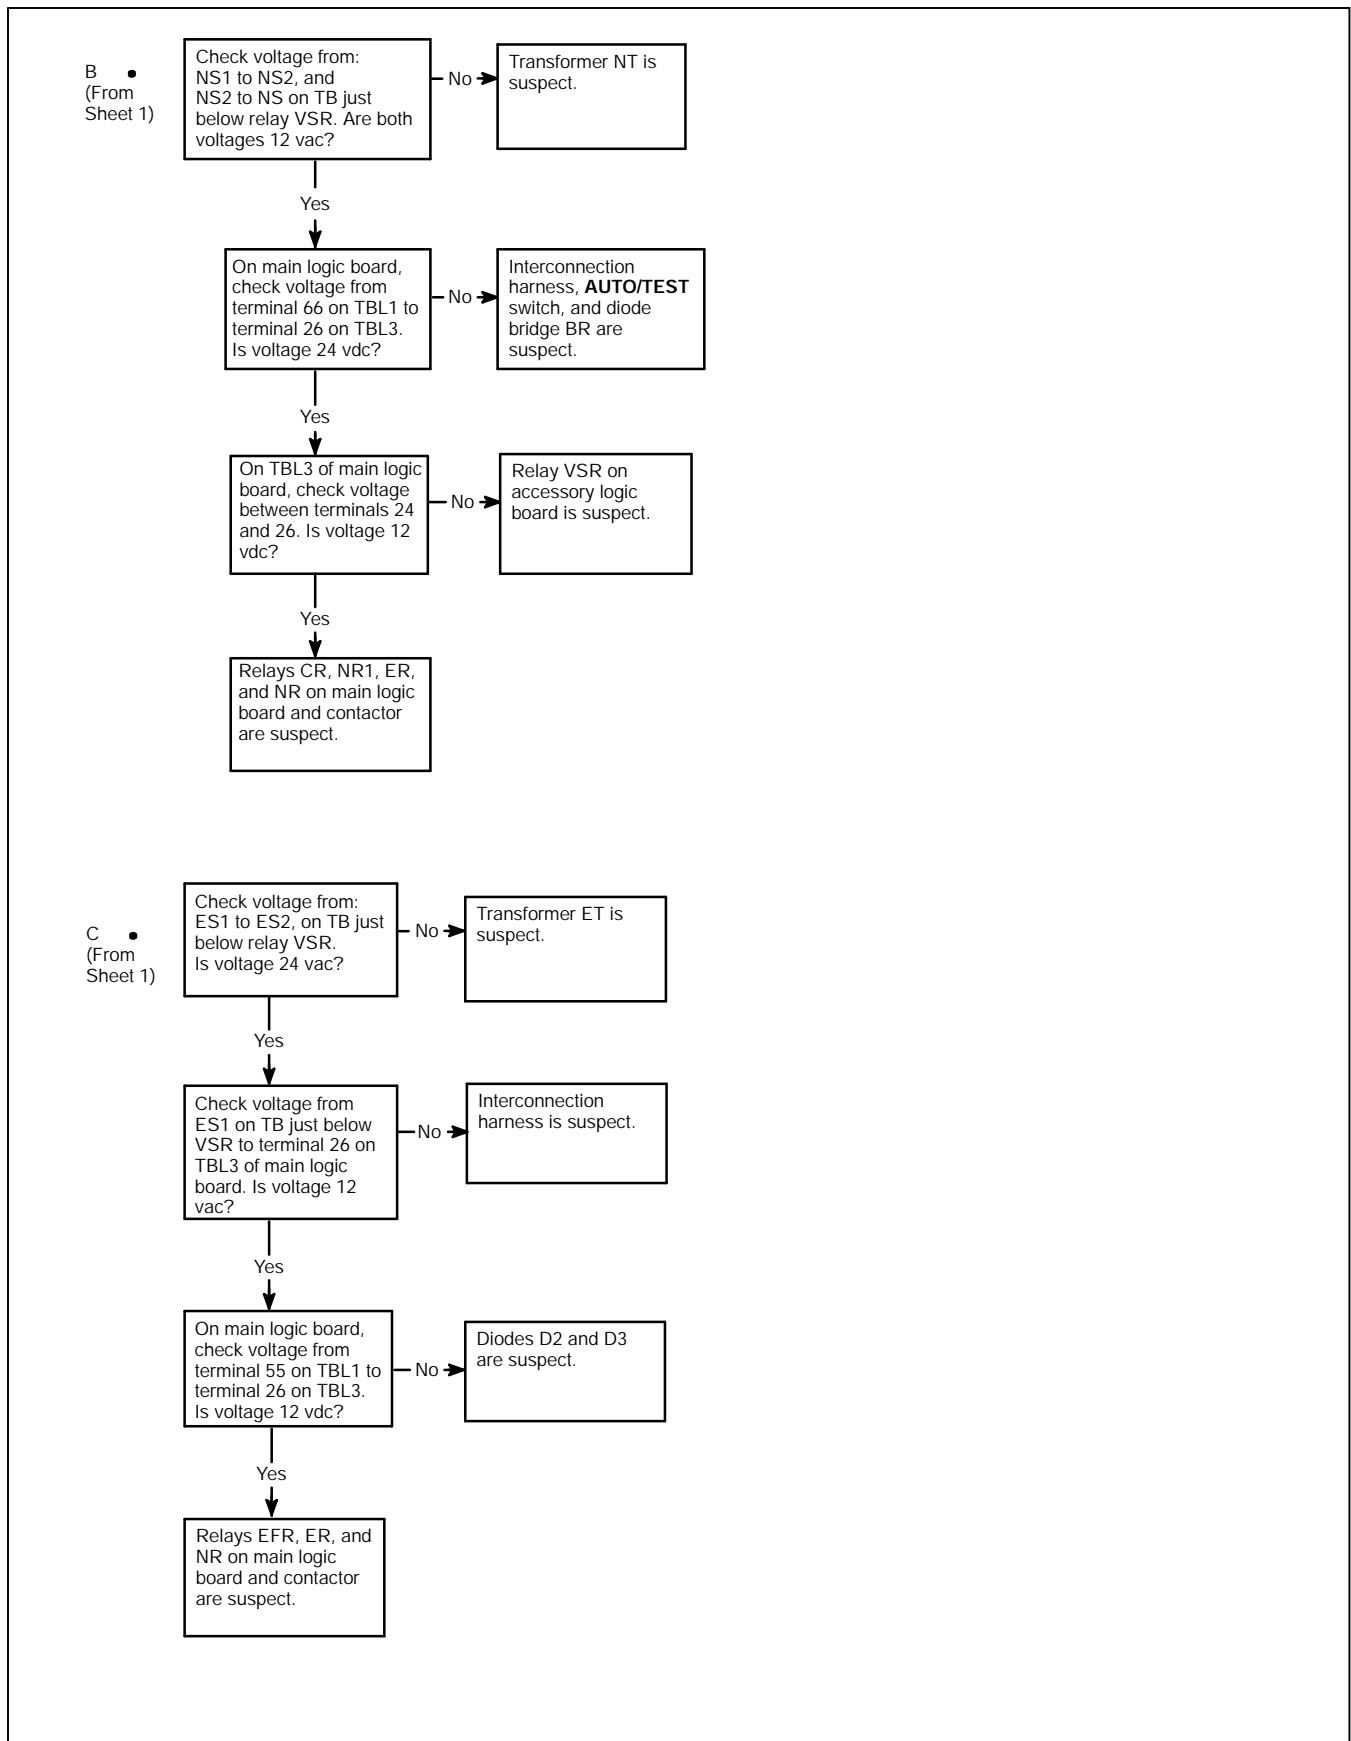 B
(From
Sheet 1)
Check voltage from:
NS1 to NS2, and
NS2 to NS on TB just
below relay VSR. Are both
voltages 12 vac?
No
Transformer NT is
suspect.
Yes
On main logic board,
check voltage from
terminal 66 on TBL1 to
terminal 26 on TBL3.
Is voltage 24 vdc?
No
Interconnection
harness, AUTO/TEST
switch, and diode
bridge BR are
suspect.
Yes
On TBL3 of main logic
board, check voltage
between terminals 24
and 26. Is voltage 12
vdc?
No
Relay VSR on
accessory logic
board is suspect.
Yes
Relays CR, NR1, ER,
and NR on main logic
board and contactor
are suspect.
C
(From
Sheet 1)
Check voltage from:
ES1 to ES2, on TB just
below relay VSR.
Is voltage 24 vac?
No
Transformer ET is
suspect.
Yes
Check voltage from
ES1 on TB just below
VSR to terminal 26 on
TBL3 of main logic
board. Is voltage 12
vac?
No
Interconnection
harness is suspect.
Yes
On main logic board,
check voltage from
terminal 55 on TBL1 to
terminal 26 on TBL3.
Is voltage 12 vdc?
No
Diodes D2 and D3
are suspect.
Yes
Relays EFR, ER, and
NR on main logic
board and contactor
are suspect.